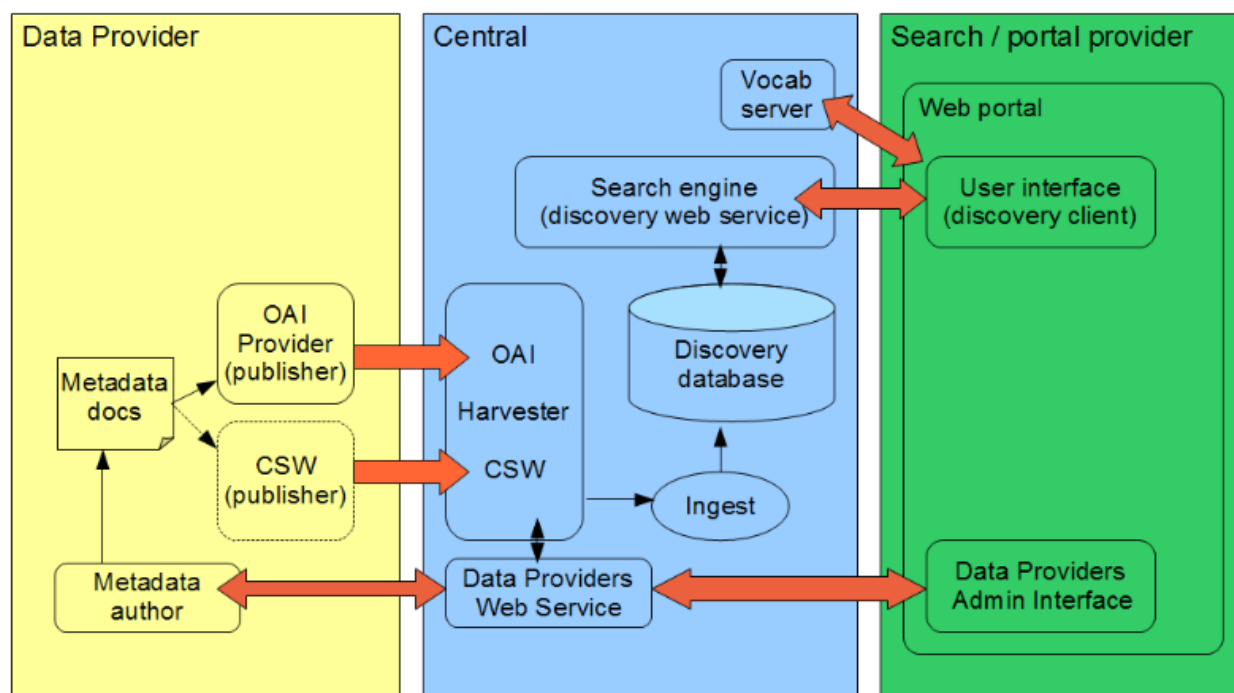 Data Provider
Central
Search / portal provider
Vocab
server
Web portal
Search engine
(discovery web service)
User interface
(discovery client)
OAI
Provider
(publisher)
Metadata
docs
CSW
(publisher)
OAI
Harvester
CSW
Discovery
database
Ingest
Metadata
author
Data Providers
Web Service
Data Providers
Admin Interface